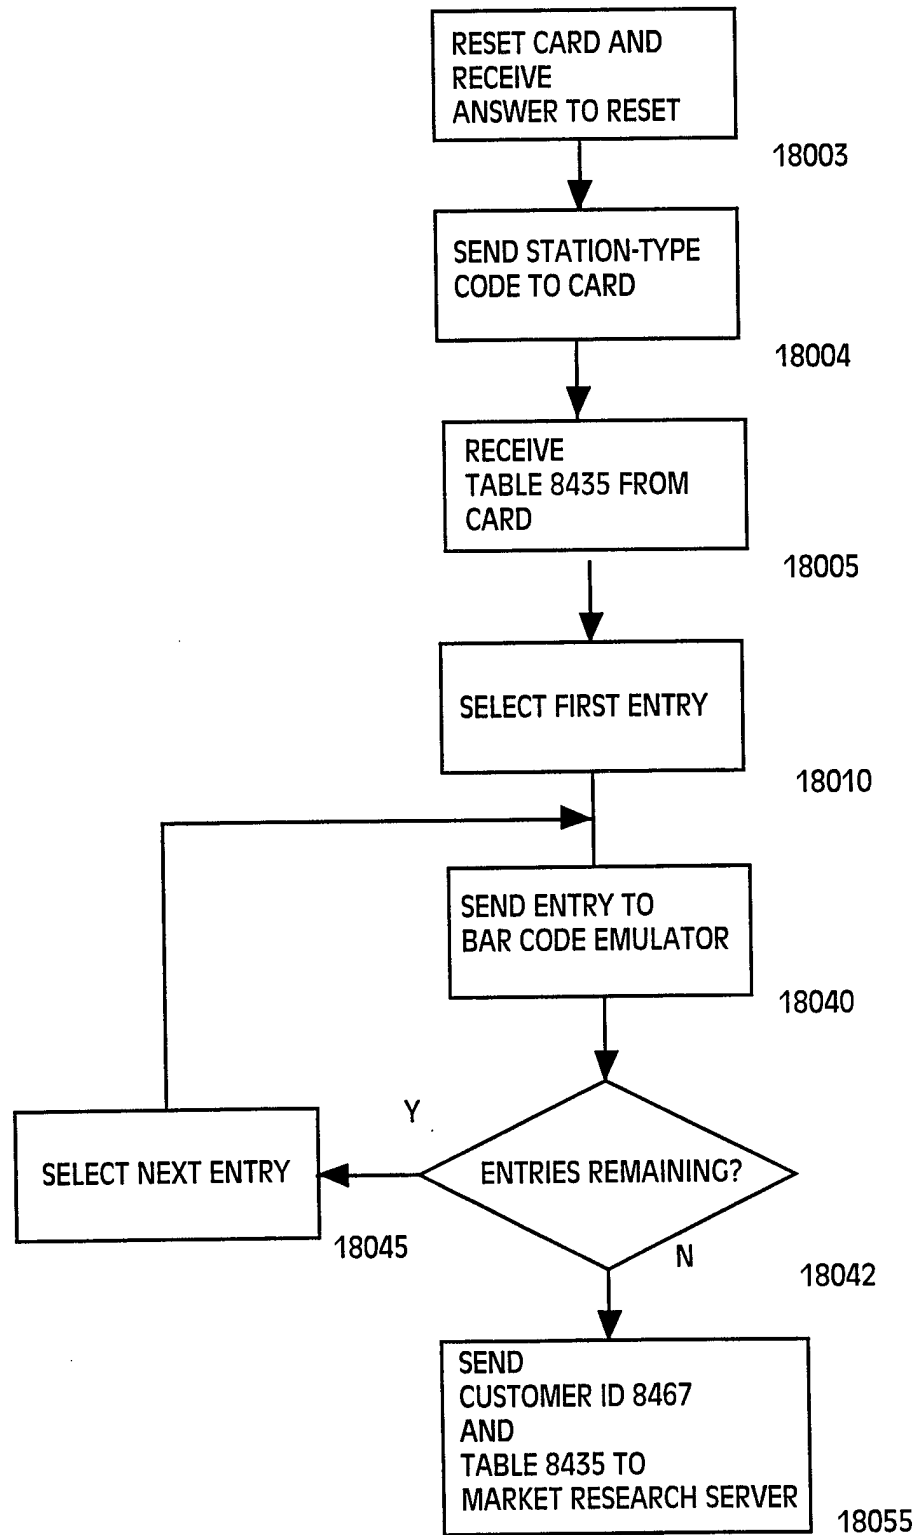 RESET CARD AND
RECEIVE
ANSWER TO RESET
18003
SEND STATION-TYPE
CODE TO CARD
18004
RECEIVE
TABLE 8435 FROM
CARD
18005
SELECT FIRST ENTRY
18010
SEND ENTRY TO
BAR CODE EMULATOR
18040
Y
SELECT NEXT ENTRY
18045
ENTRIES REMAINING?
N
18042
SEND
CUSTOMER ID 8467
AND
TABLE 8435 TO
MARKET RESEARCH SERVER
18055